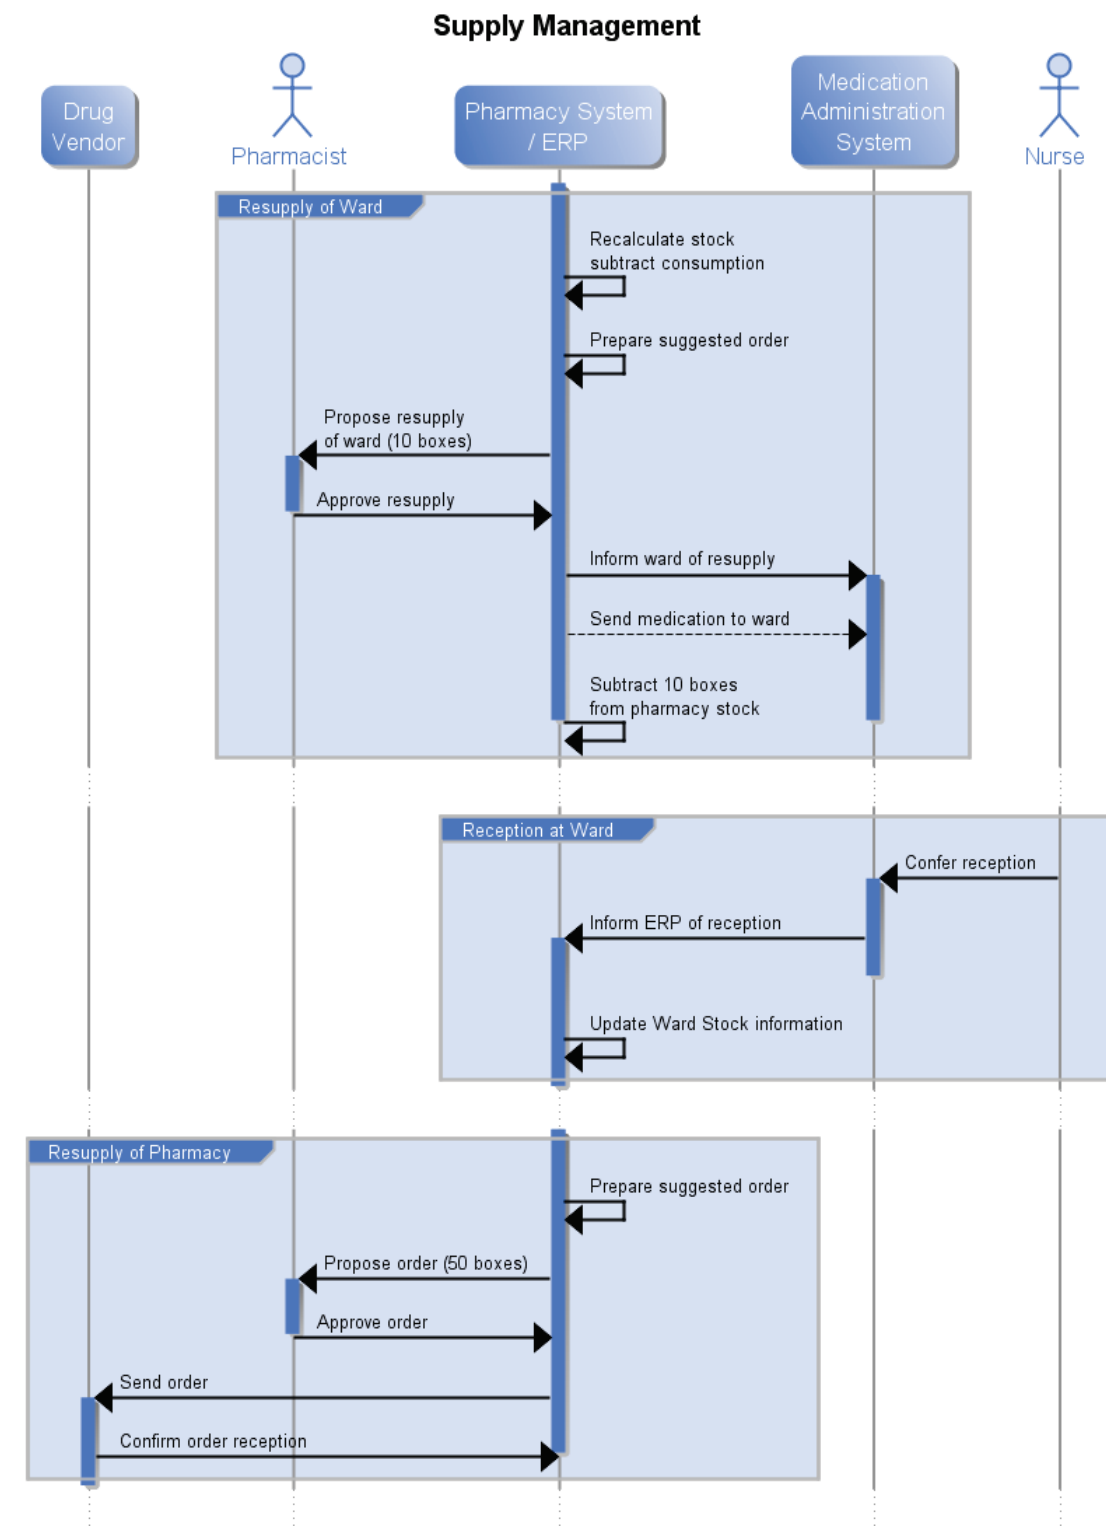 Supply Management
Drug
Vendor
Pharmacist
Pharmacy System
/ ERP
Medication
Administration
System
Nurse
Resupply of Ward
Recalculate stock
subtract consumption
Prepare suggested order
Propose resupply
of ward (10 boxes)
Approve resupply
Inform ward of resupply
Send medication to ward
Subtract 10 boxes
from pharmacy stock
Reception at Ward
Confer reception
Inform ERP of reception
Update Ward Stock information
Resupply of Pharmacy
Prepare suggested order
Propose order (50 boxes)
Approve order
Send order
Confirm order reception